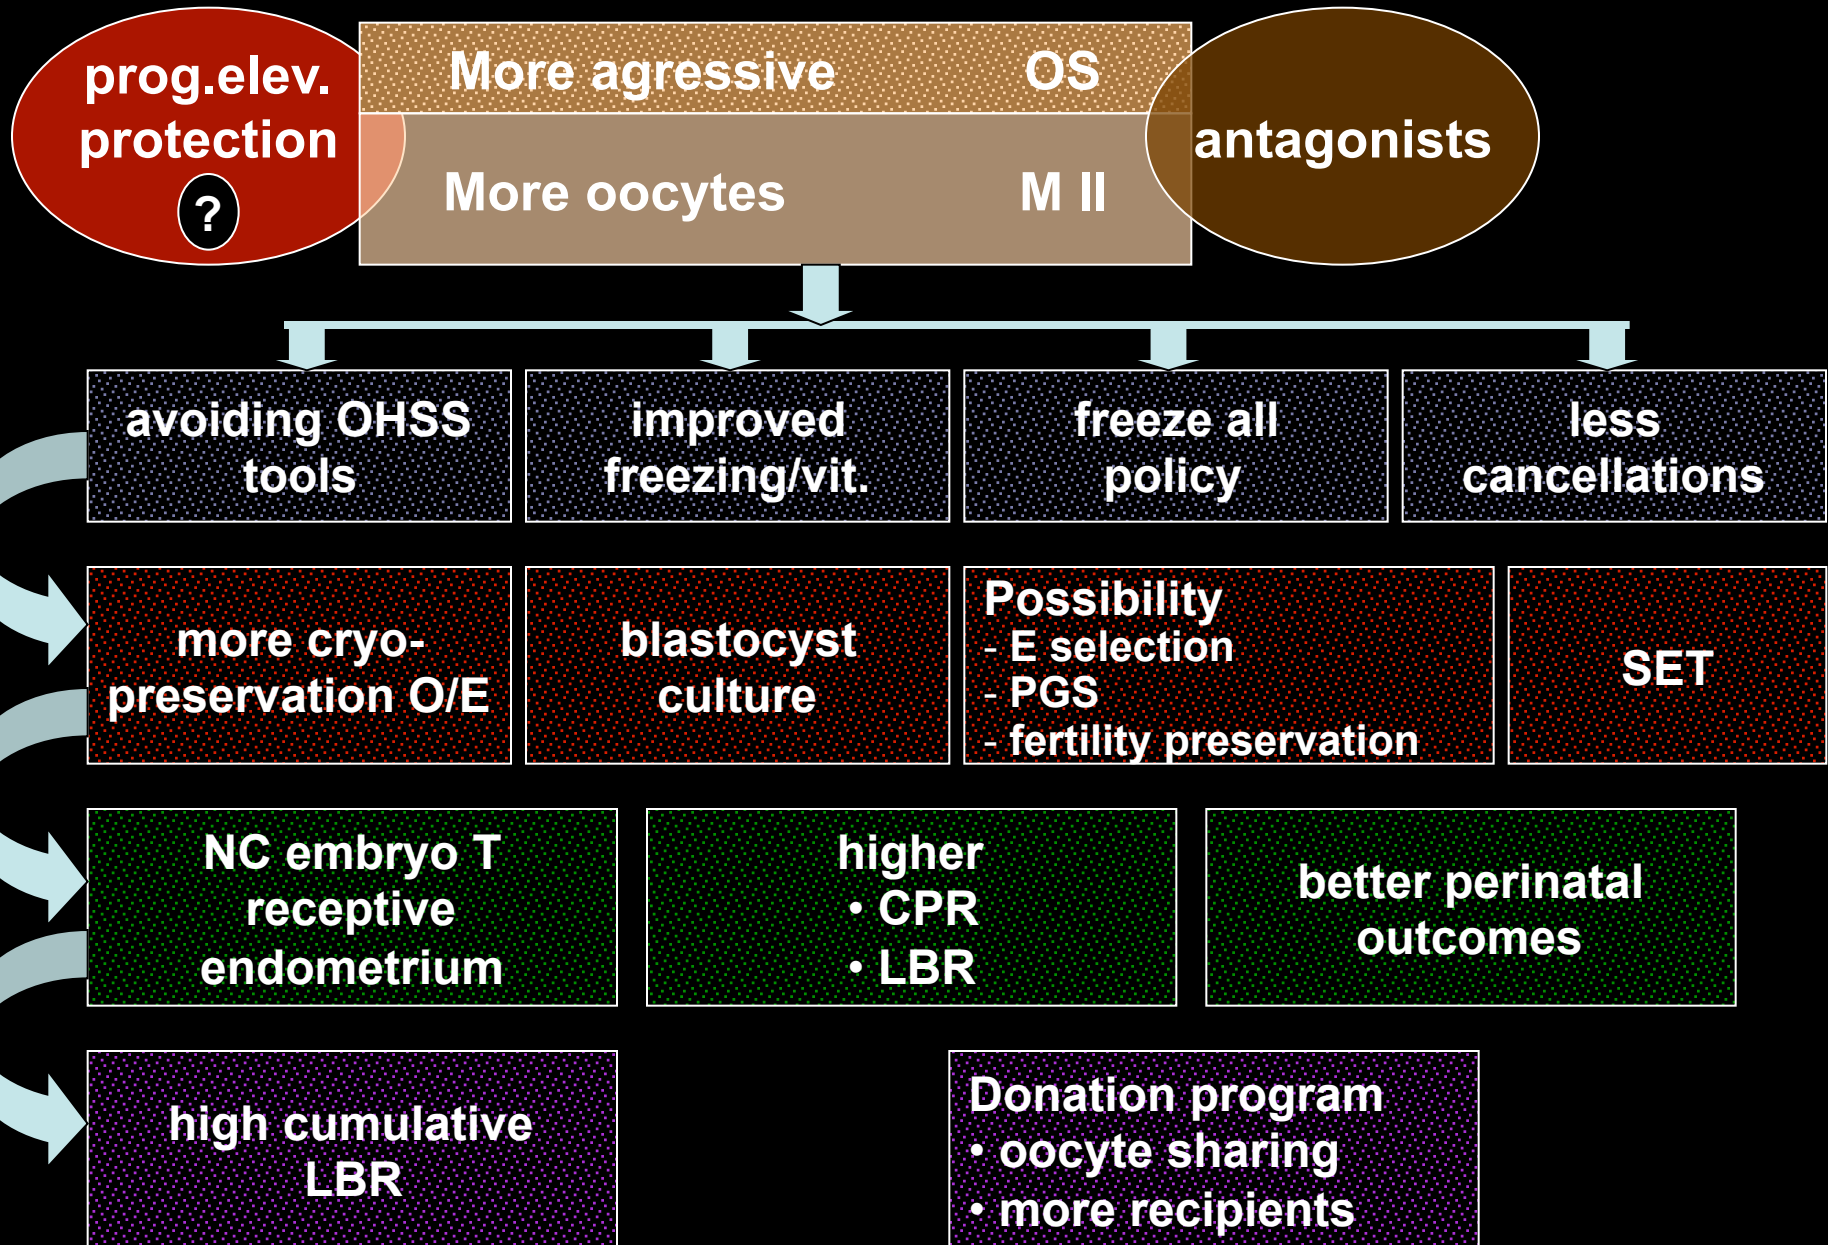 prog.elev.
protection
?
More agressive OS
More oocytes M II
antagonists
avoiding OHSS
tools
improved
freezing/vit.
freeze all
policy
less
cancellations
more cryo-
preservation O/E
blastocyst
culture
Possibility
- E selection
- PGS
- fertility preservation
SET
NC embryo T
receptive
endometrium
higher
• CPR
• LBR
better perinatal
outcomes
high cumulative
LBR
Donation program
• oocyte sharing
• more recipients